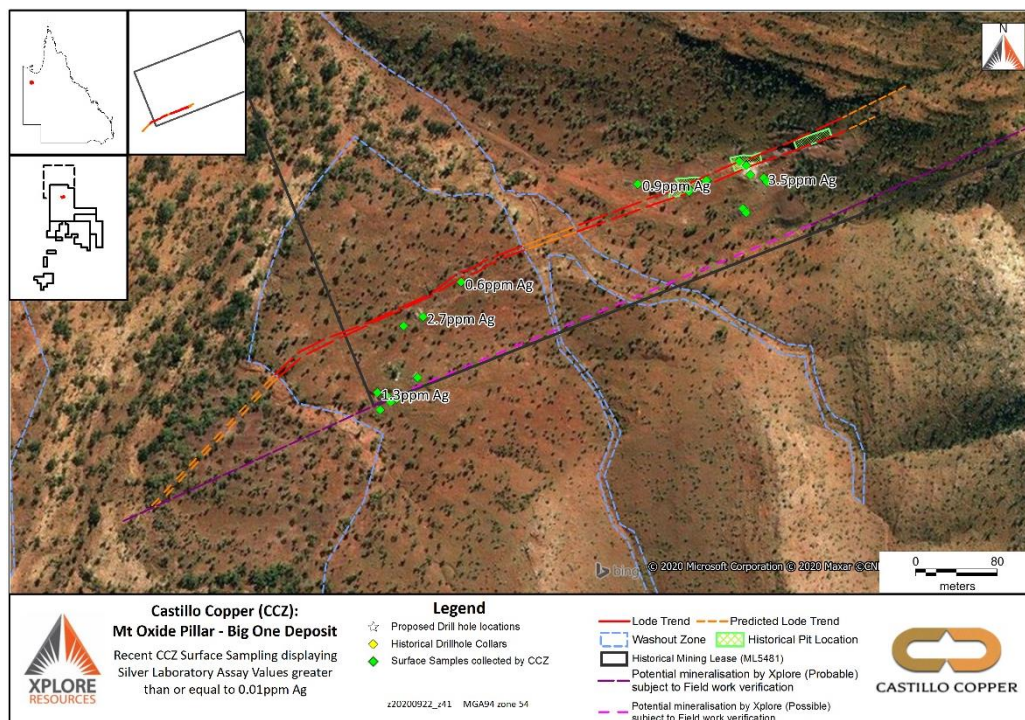 N
0.9ppm Ag
3.5ppm Ag
0.6ppm Ag
2.7ppm Ag
1.3ppm Ag
bing
© 2020 Microsoft Corporation © 2020 Maxar ©CN
0 80
meters
XPLORE
RESOURCES
Castillo Copper (CCZ):
Mt Oxide Pillar - Big One Deposit
Recent CCZ Surface Sampling displaying
Silver Laboratory Assay Values greater
than or equal to 0.01ppm Ag
Legend
Proposed Drill hole locations
Historical Drillhole Collars
Surface Samples collected by CCZ
z20200922_z41 MGA94 zone 54
Lode Trend
Predicted Lode Trend
Washout Zone
Historical Pit Location
Historical Mining Lease (ML5481)
Potential mineralisation by Xplore (Probable)
subject to Field work verification
Potential mineralisation by Xplore (Possible)
subject to Field work verification
CASTILLO COPPER